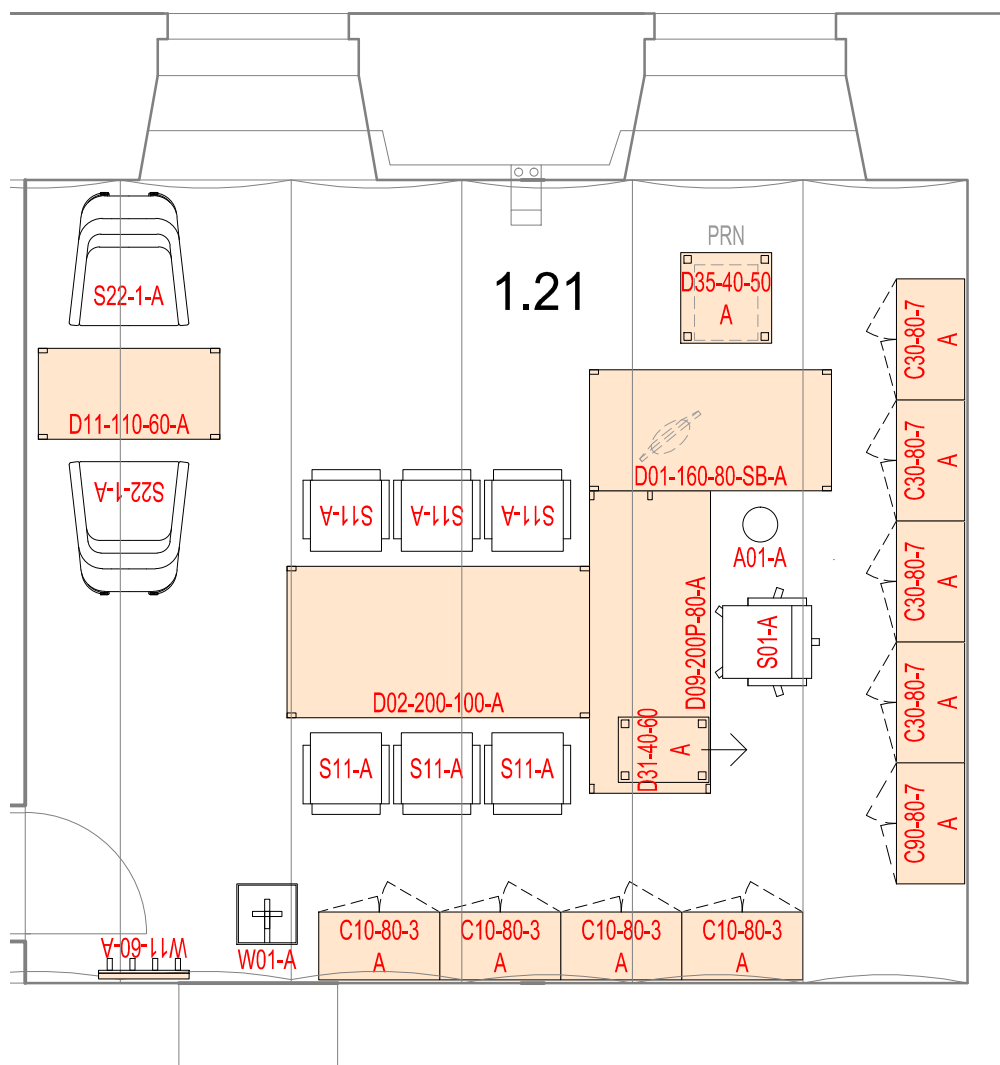 PRN
S22-1-A
1.21
D35-40-50
A
C30-80-7
A
D11-110-60-A
C30-80-7
A
D01-160-80-SB-A
S22-1-A
S11-A
S11-A
S11-A
A01-A
C30-80-7
A
D09-200P-80-A
S01-A
D02-200-100-A
C30-80-7
A
D31-40-60
A
S11-A
S11-A
S11-A
C90-80-7
A
W11-60-A
W01-A
C10-80-3
A
C10-80-3
A
C10-80-3
A
C10-80-3
A